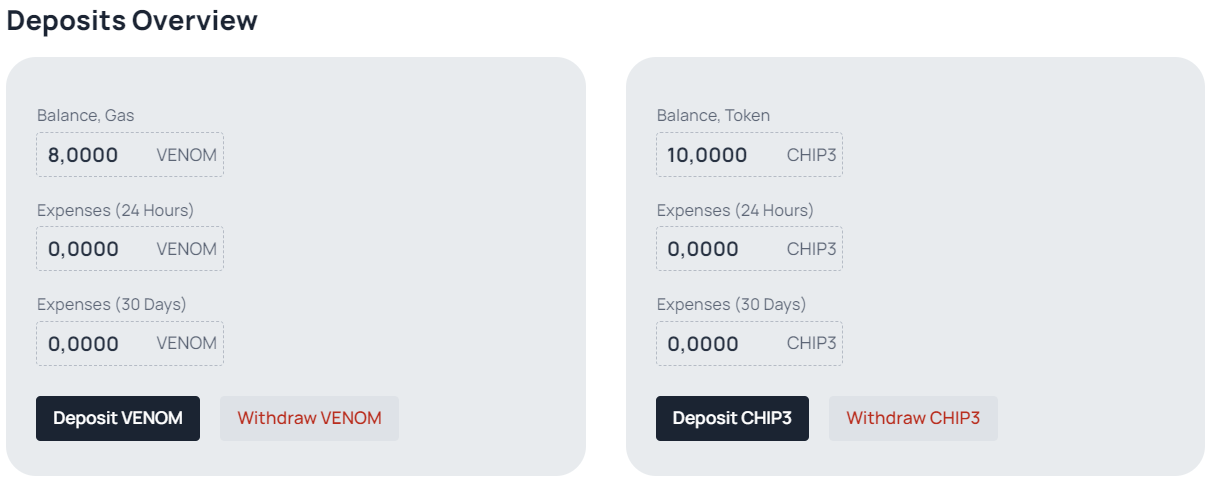 Deposits Overview
Balance, Gas
8,0000 VENOM
Expenses (24 Hours)
0,0000 VENOM
Expenses (30 Days)
0,0000 VENOM
Deposit VENOM
Withdraw VENOM
Balance, Token
10,0000 CHIP3
Expenses (24 Hours)
0,0000 CHIP3
Expenses (30 Days)
0,0000 CHIP3
Deposit CHIP3
Withdraw CHIP3